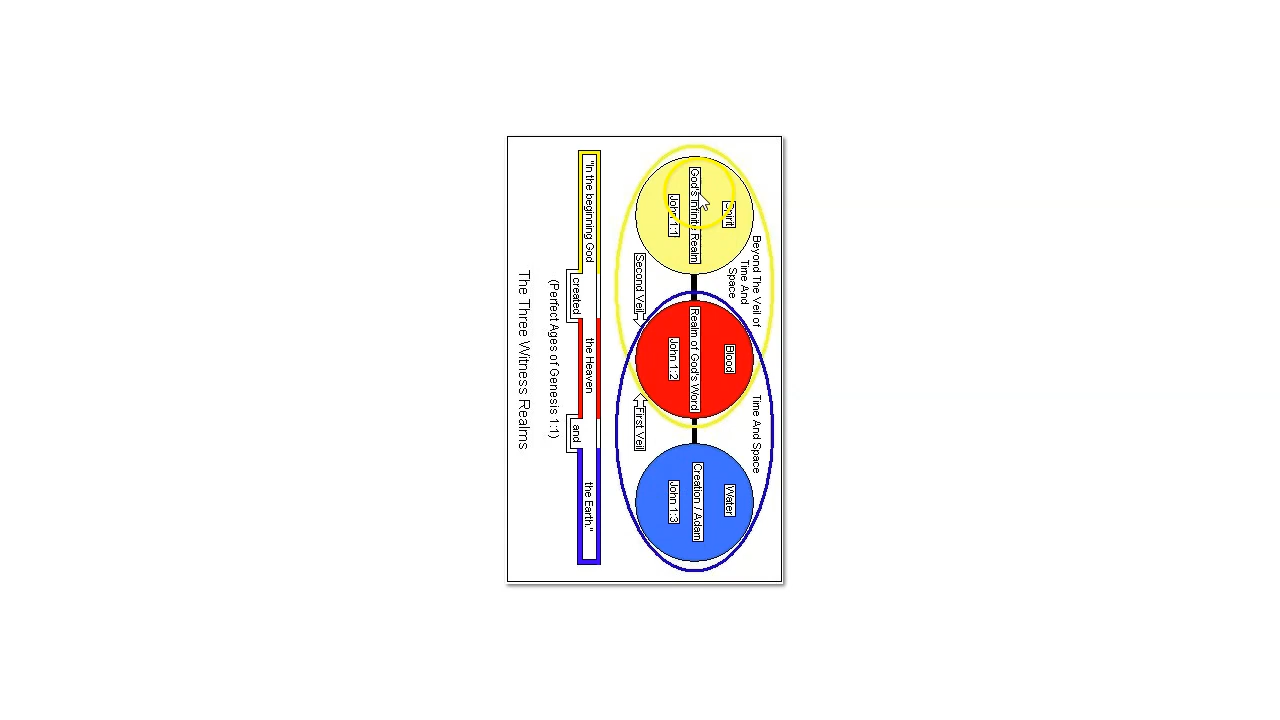 Beyond The Veil of
Time And
Space
Time And Space
Spirit
God's Infinite Realm
John 1:1
Blood
Realm of God's Word
John 1:2
Water
Creation / Adam
John 1:3
Second Veil
First Veil
"In the beginning God
created
the Heaven
and
the Earth."
(Perfect Ages of Genesis 1:1)
The Three Witness Realms